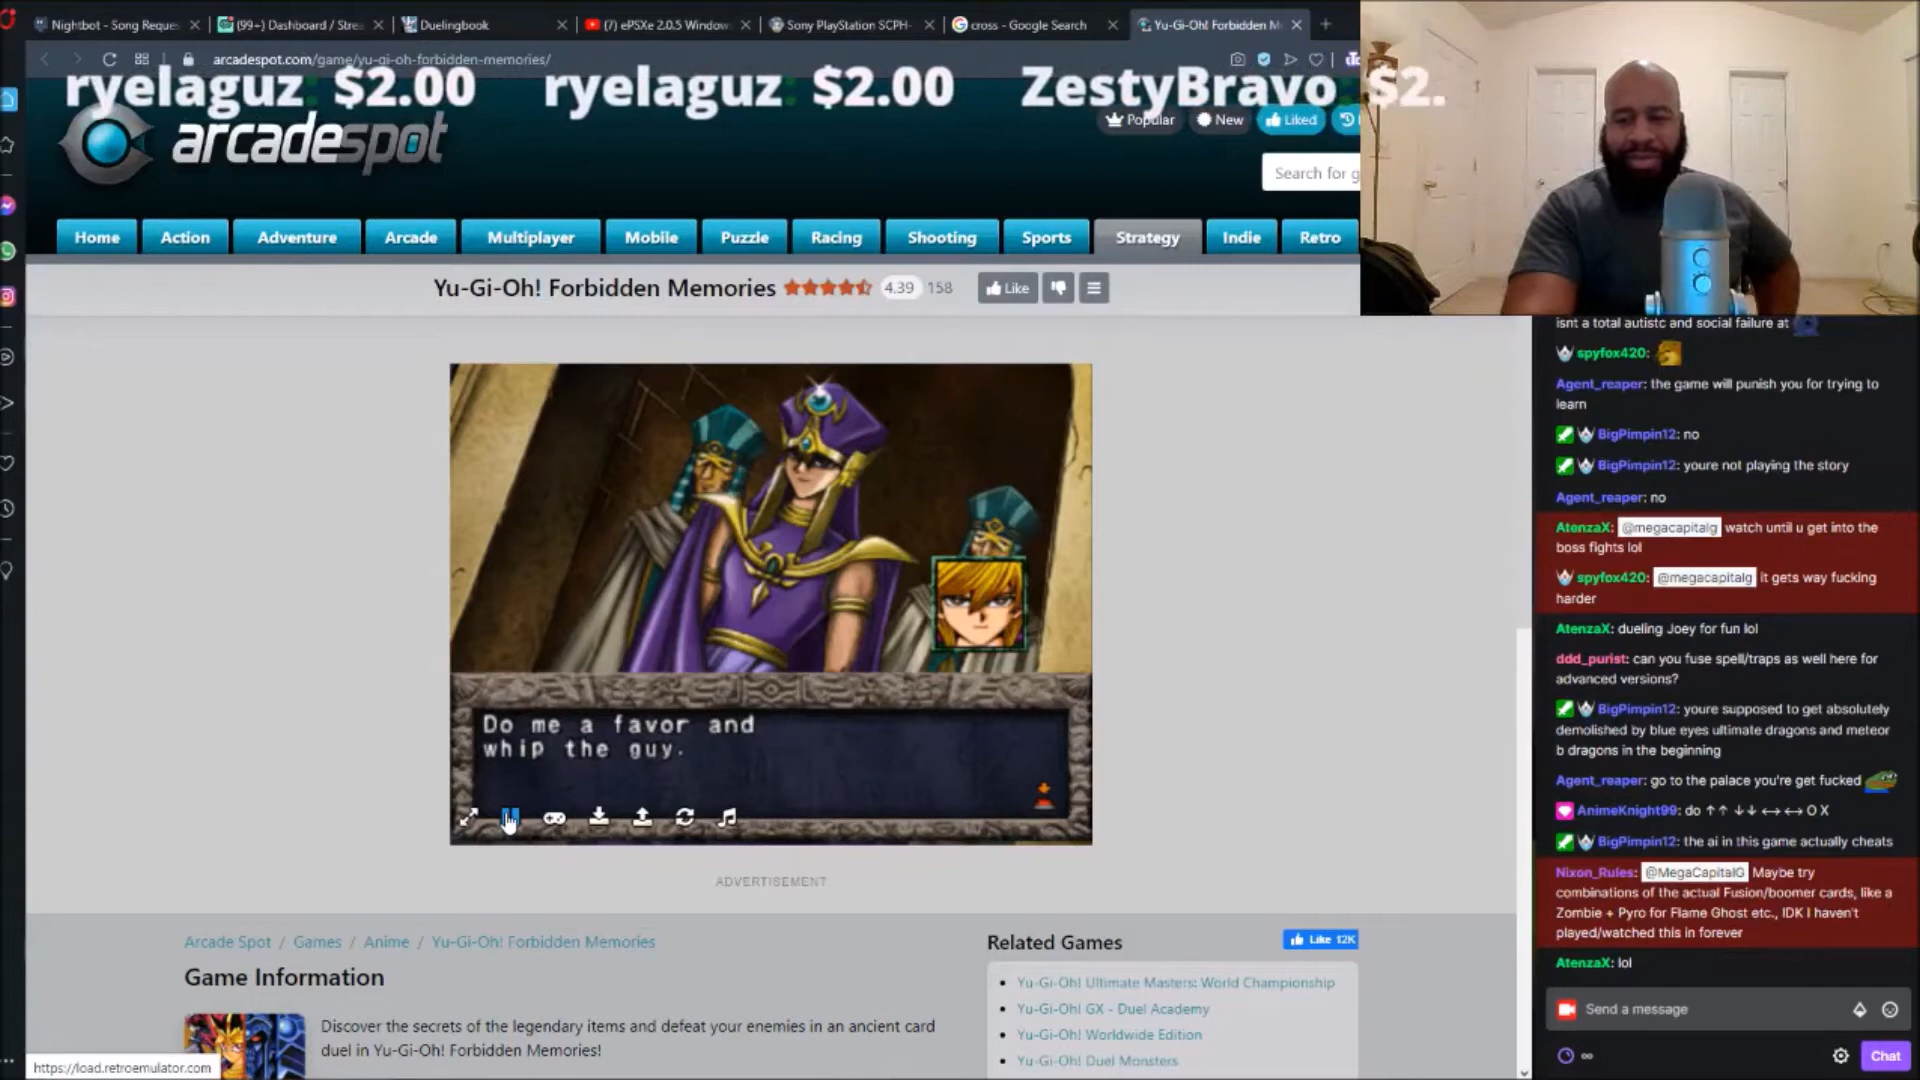 Nightbot - Song Reques
(99+) Dashboard / Stre
Duelingbook
(7) ePSXe 2.0.5 Window
Sony PlayStation SCPH-
cross - Google Search
Yu-Gi-Oh! Forbidden M
arcadespot.com/game/yu-gi-oh-forbidden-memories/
ryelaguz: $2.00 ryelaguz: $2.00 ZestyBravo: $2.
arcadespot
Popular
New
Liked
Search for g
Home
Action
Adventure
Arcade
Multiplayer
Mobile
Puzzle
Racing
Shooting
Sports
Strategy
Indie
Retro
Yu-Gi-Oh! Forbidden Memories
4.39
158
Like
Do me a favor and
whip the guy.
ADVERTISEMENT
Arcade Spot / Games / Anime / Yu-Gi-Oh! Forbidden Memories
Game Information
Discover the secrets of the legendary items and defeat your enemies in an ancient card
duel in Yu-Gi-Oh! Forbidden Memories!
Related Games
Like 12K
Yu-Gi-Oh! Ultimate Masters: World Championship
Yu-Gi-Oh! GX - Duel Academy
Yu-Gi-Oh! Worldwide Edition
Yu-Gi-Oh! Duel Monsters
https://load.retroemulator.com
isnt a total autistc and social failure at
spyfox420:
Agent_reaper: the game will punish you for trying to
learn
BigPimpin12: no
BigPimpin12: youre not playing the story
Agent_reaper: no
AtenzaX: @megacapitalg watch until u get into the
boss fights lol
spyfox420: @megacapitalg It gets way fucking
harder
AtenzaX: dueling Joey for fun lol
ddd_purist: can you fuse spell/traps as well here for
advanced versions?
BigPimpin12: youre supposed to get absolutely
demolished by blue eyes ultimate dragons and meteor
b dragons in the beginning
Agent_reaper: go to the palace you're get fucked
AnimeKnight99: do ↑↑ ↓↓ ↔ ↔ O X
BigPimpin12: the ai in this game actually cheats
Nixon_Rules: @MegaCapitalG Maybe try
combinations of the actual Fusion/boomer cards, like a
Zombie + Pyro for Flame Ghost etc., IDK I haven't
played/watched this in forever
AtenzaX: lol
Send a message
∞
Chat